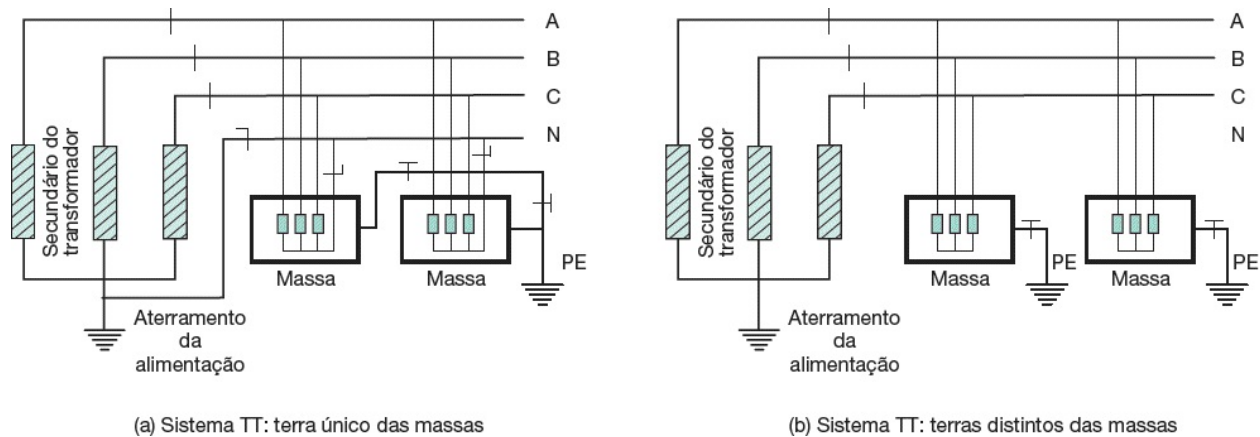 A
B
C
N
Secundário do
transformador
Massa
Massa
PE
Aterramento
da
alimentação
(a) Sistema TT: terra único das massas
A
B
C
N
Secundário do
transformador
Massa
PE
Massa
PE
Aterramento
da
alimentação
(b) Sistema TT: terras distintos das massas